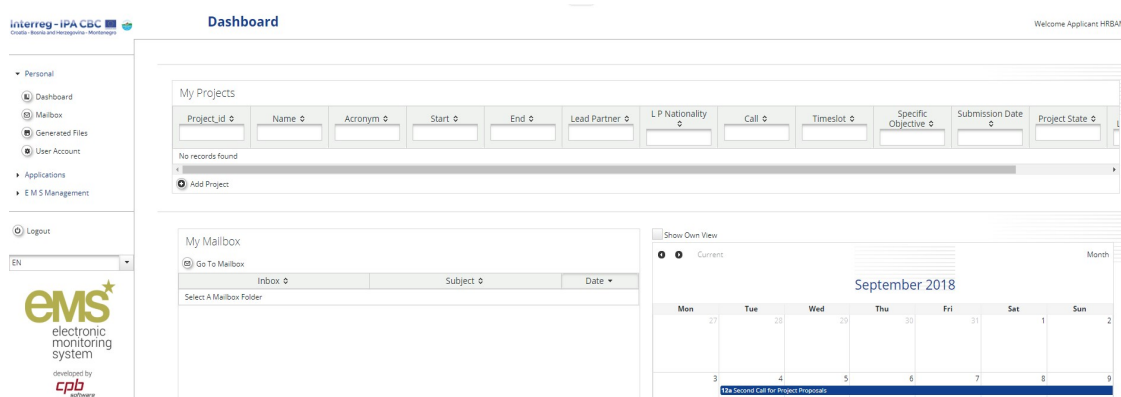 Interreg - IPA CBC
Croatia - Bosnia and Herzegovina - Montenegro
Dashboard
Welcome Applicant HRBAM
Personal
Dashboard
Mailbox
Generated Files
User Account
Applications
E M S Management
Logout
EN
eMS
electronic
monitoring
system
developed by
cpb
software
My Projects
Project_id Name Acronym Start End Lead Partner L P Nationality Call Timeslot Specific Objective Submission Date Project State L
No records found
Add Project
My Mailbox
Go To Mailbox
Inbox Subject Date
Select A Mailbox Folder
Show Own View
Current Month
September 2018
Mon Tue Wed Thu Fri Sat Sun
27 28 29 30 31 1 2
3 4 5 6 7 8 9
12a Second Call for Project Proposals